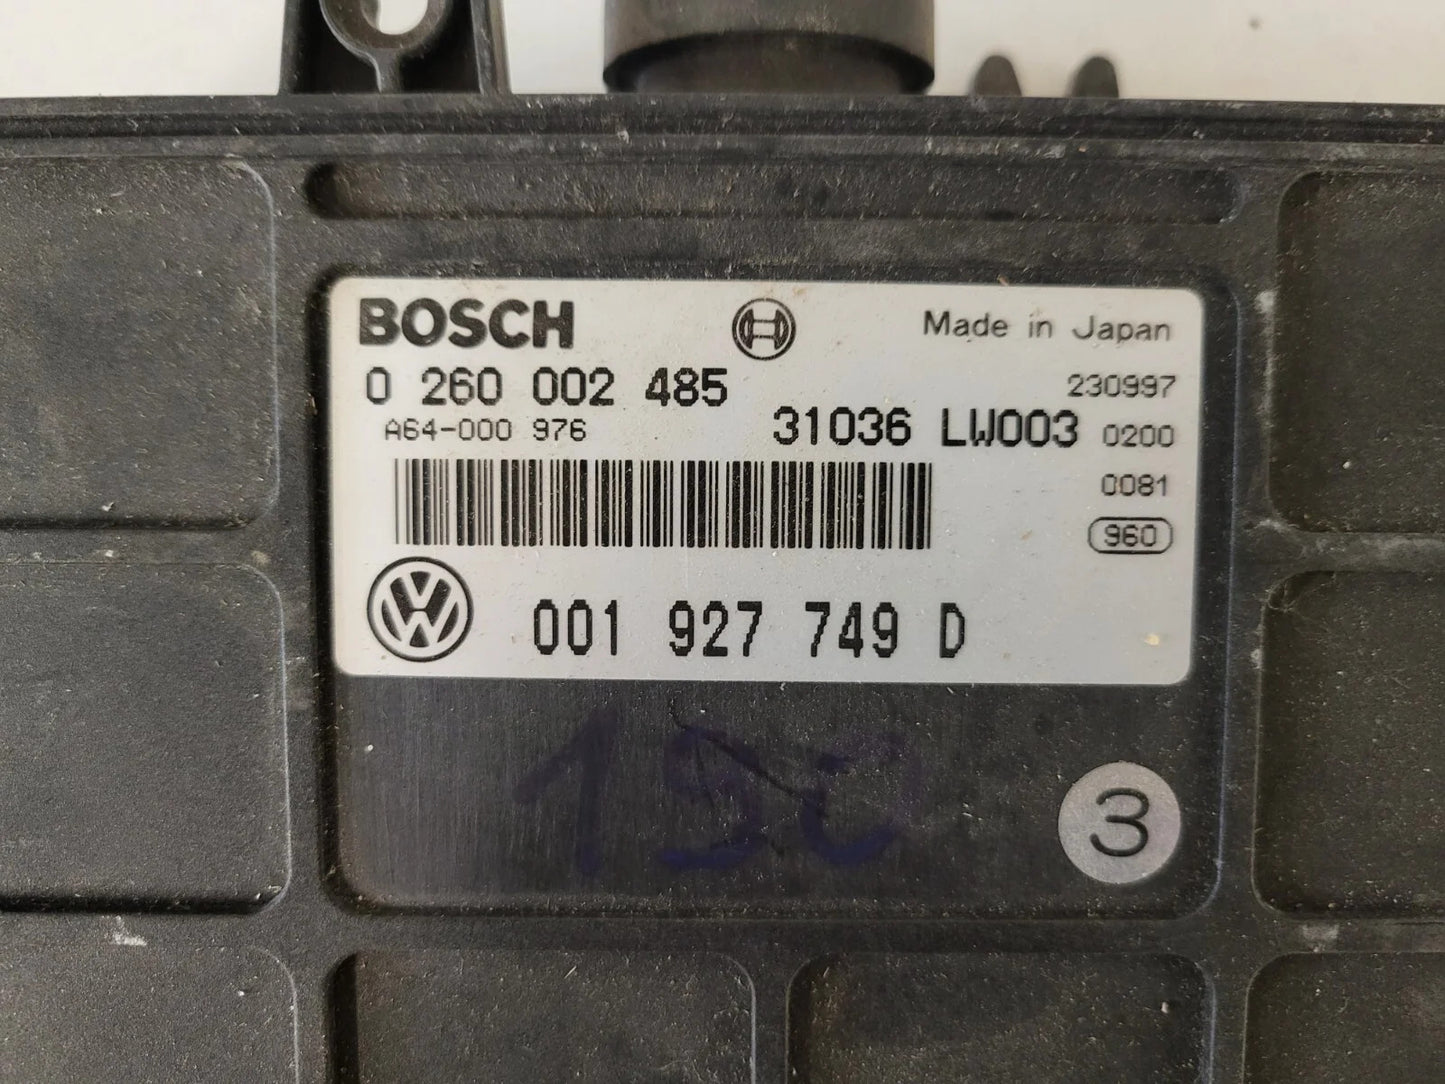 BOSCH
Made in Japan
0 260 002 485
230997
A64-000 976
31036 LW003 0200
0081
960
001 927 749 D
3